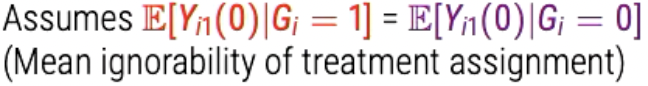 Assumes 𝔼[Yᵢ₁(0)|Gᵢ = 1] = 𝔼[Yᵢ₁(0)|Gᵢ = 0]
(Mean ignorability of treatment assignment)